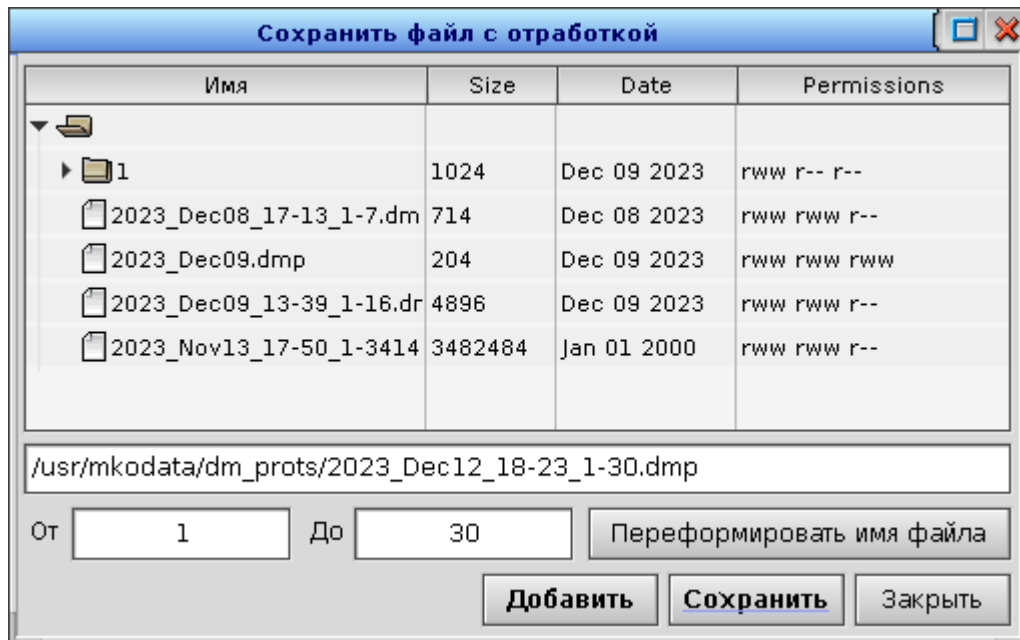 Сохранить файл с отработкой
Имя Size Date Permissions
1 1024 Dec 09 2023 rww r-- r--
2023_Dec08_17-13_1-7.dm 714 Dec 08 2023 rww rww r--
2023_Dec09.dmp 204 Dec 09 2023 rww rww rww
2023_Dec09_13-39_1-16.dr 4896 Dec 09 2023 rww rww r--
2023_Nov13_17-50_1-3414 3482484 Jan 01 2000 rww rww r--
/usr/mkodata/dm_prots/2023_Dec12_18-23_1-30.dmp
От 1 До 30 Переформировать имя файла
Добавить Сохранить Закрыть